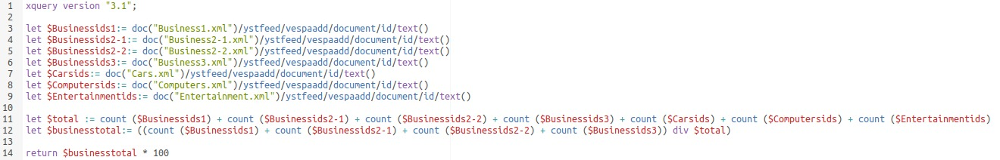 1 xquery version "3.1";
2
3 let $Businessids1:= doc("Business1.xml")/ystfeed/vespaadd/document/id/text()
4 let $Businessids2-1:= doc("Business2-1.xml")/ystfeed/vespaadd/document/id/text()
5 let $Businessids2-2:= doc("Business2-2.xml")/ystfeed/vespaadd/document/id/text()
6 let $Businessids3:= doc("Business3.xml")/ystfeed/vespaadd/document/id/text()
7 let $Carsids:= doc("Cars.xml")/ystfeed/vespaadd/document/id/text()
8 let $Computersids:= doc("Computers.xml")/ystfeed/vespaadd/document/id/text()
9 let $Entertainmentids:= doc("Entertainment.xml")/ystfeed/vespaadd/document/id/text()
10
11 let $total := count ($Businessids1) + count ($Businessids2-1) + count ($Businessids2-2) + count ($Businessids3) + count ($Carsids) + count ($Computersids) + count ($Entertainmentids)
12 let $businesstotal:= ((count ($Businessids1) + count ($Businessids2-1) + count ($Businessids2-2) + count ($Businessids3)) div $total)
13
14 return $businesstotal * 100